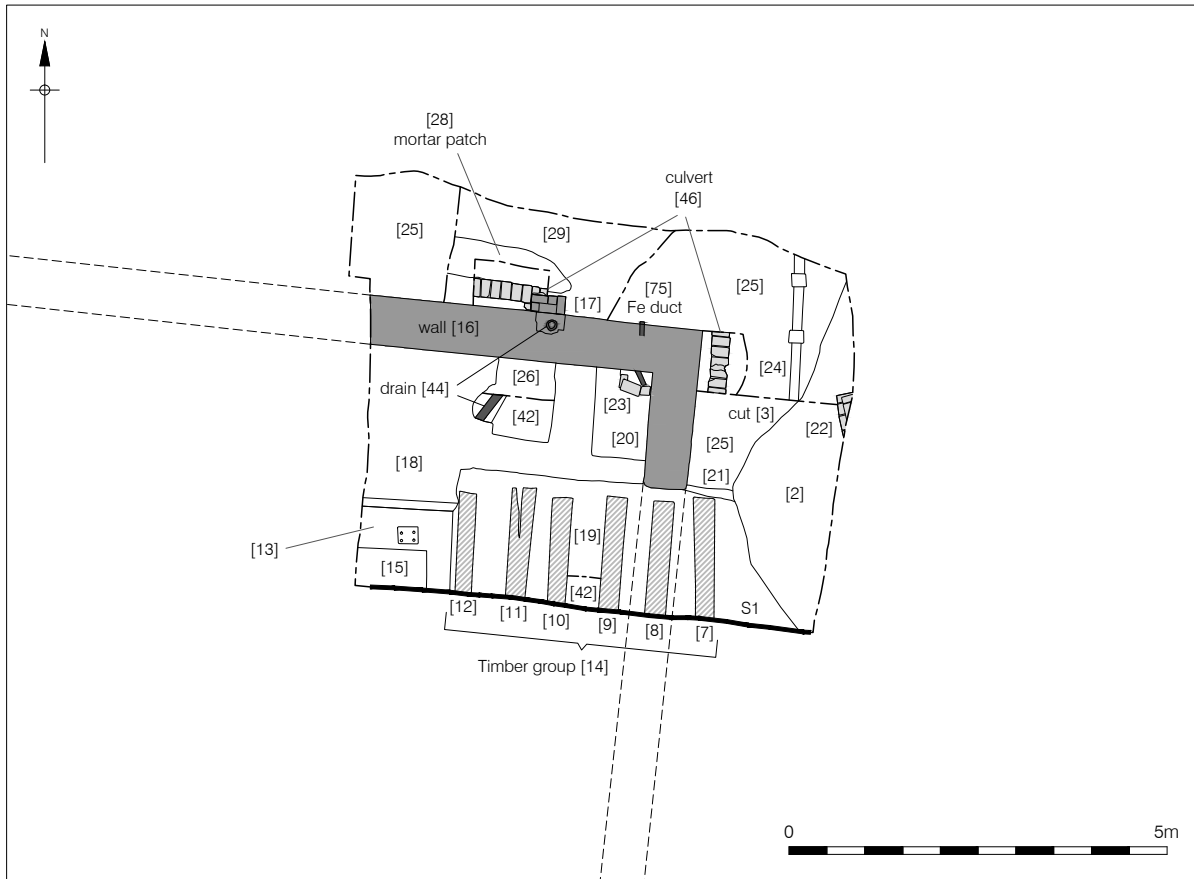 N
[28]
mortar patch
culvert
[46]
[25]
[29]
[75]
Fe duct
[25]
[17]
wall [16]
[24]
drain [44]
[26]
[23]
[42]
cut [3]
[22]
[20]
[25]
[18]
[21]
[2]
[13]
[19]
[15]
[42]
[12]
[11]
[10]
[9]
[8]
[7]
S1
Timber group [14]
0
5m